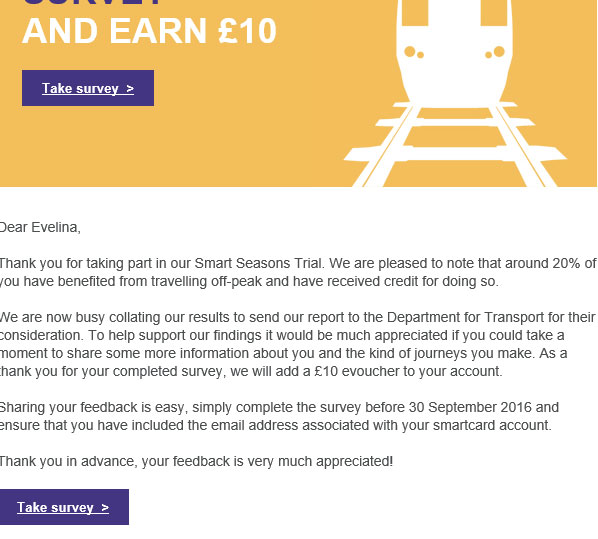 SURVEY
AND EARN £10
Take survey >
Dear Evelina,
Thank you for taking part in our Smart Seasons Trial. We are pleased to note that around 20% of
you have benefited from travelling off-peak and have received credit for doing so.
We are now busy collating our results to send our report to the Department for Transport for their
consideration. To help support our findings it would be much appreciated if you could take a
moment to share some more information about you and the kind of journeys you make. As a
thank you for your completed survey, we will add a £10 evoucher to your account.
Sharing your feedback is easy, simply complete the survey before 30 September 2016 and
ensure that you have included the email address associated with your smartcard account.
Thank you in advance, your feedback is very much appreciated!
Take survey >